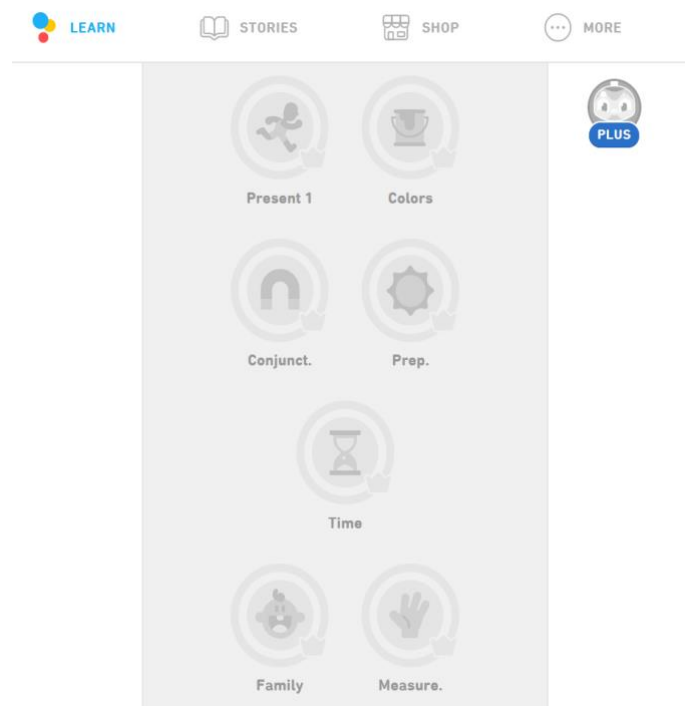 LEARN STORIES SHOP MORE
PLUS
Present 1 Colors
Conjunct. Prep.
Time
Family Measure.